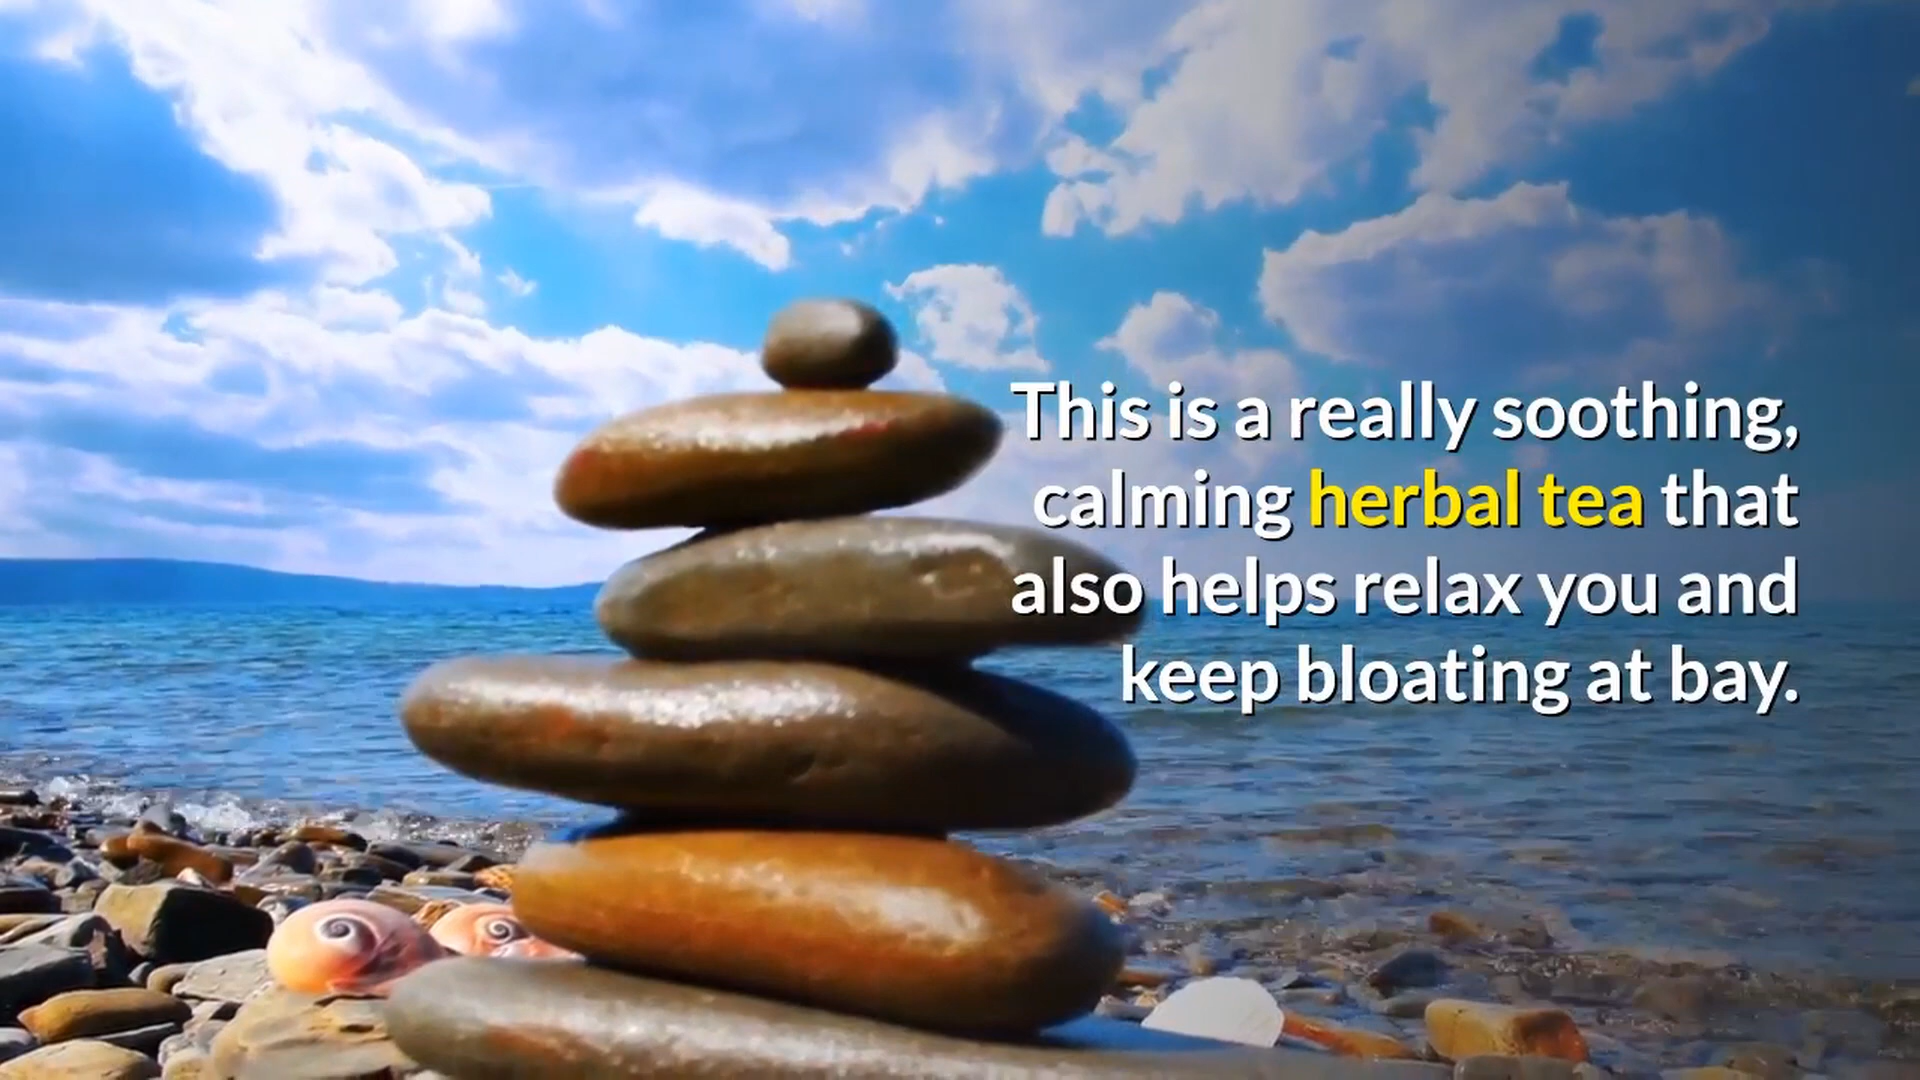 This is a really soothing,
calming herbal tea that
also helps relax you and
keep bloating at bay.